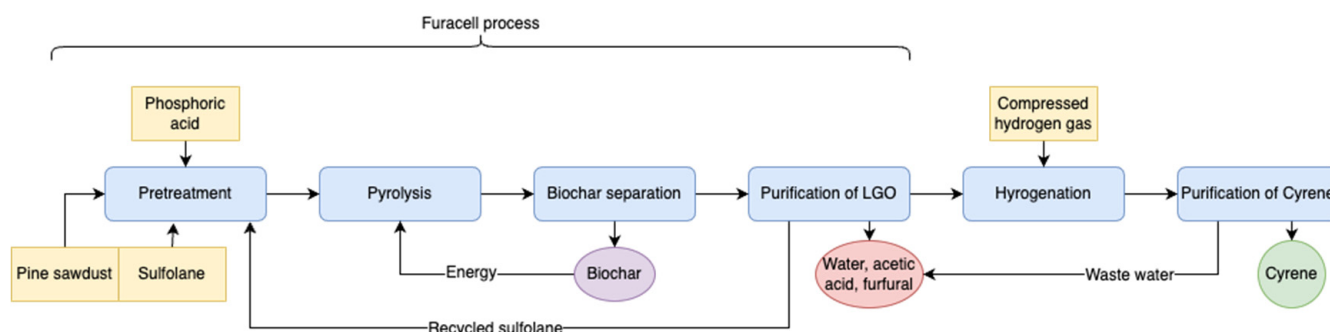 Furacell process
Phosphoric
acid
Compressed
hydrogen gas
Pretreatment
Pyrolysis
Biochar separation
Purification of LGO
Hyrogenation
Purification of Cyrene
Pine sawdust
Sulfolane
Energy
Biochar
Water, acetic
acid, furfural
Waste water
Cyrene
Recycled sulfolane